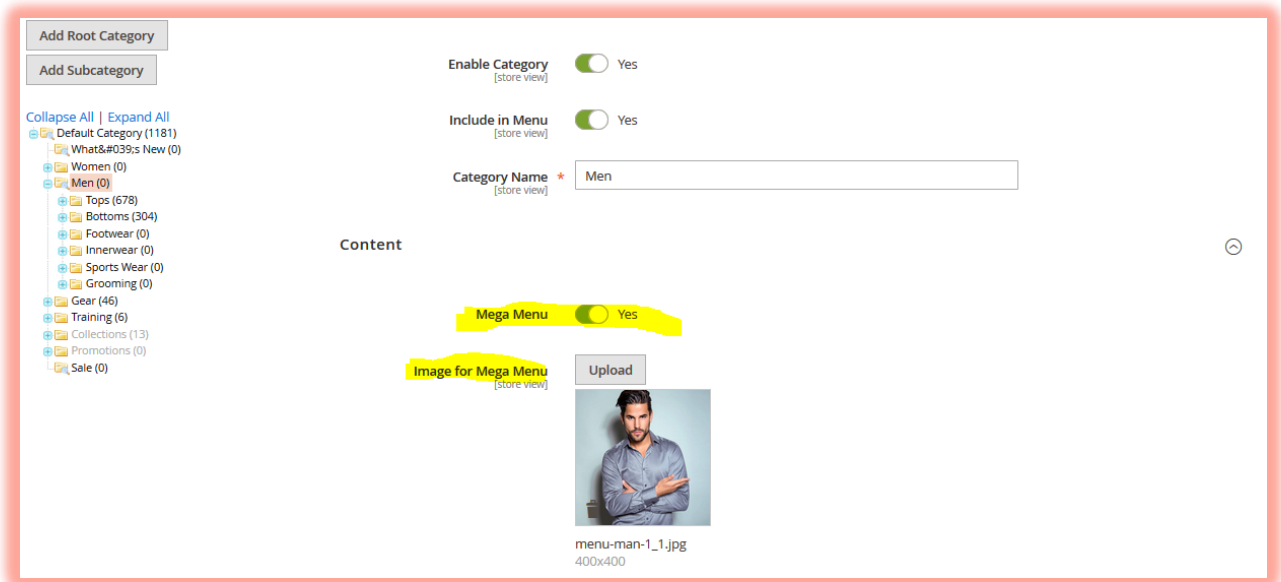 Add Root Category
Add Subcategory
Collapse All | Expand All
Default Category (1181)
What&#039;s New (0)
Women (0)
Men (0)
Tops (678)
Bottoms (304)
Footwear (0)
Innerwear (0)
Sports Wear (0)
Grooming (0)
Gear (46)
Training (6)
Collections (13)
Promotions (0)
Sale (0)
Enable Category Yes
[store view]
Include in Menu Yes
[store view]
Category Name * Men
[store view]
Content
Mega Menu Yes
Image for Mega Menu Upload
[store view]
menu-man-1_1.jpg
400x400